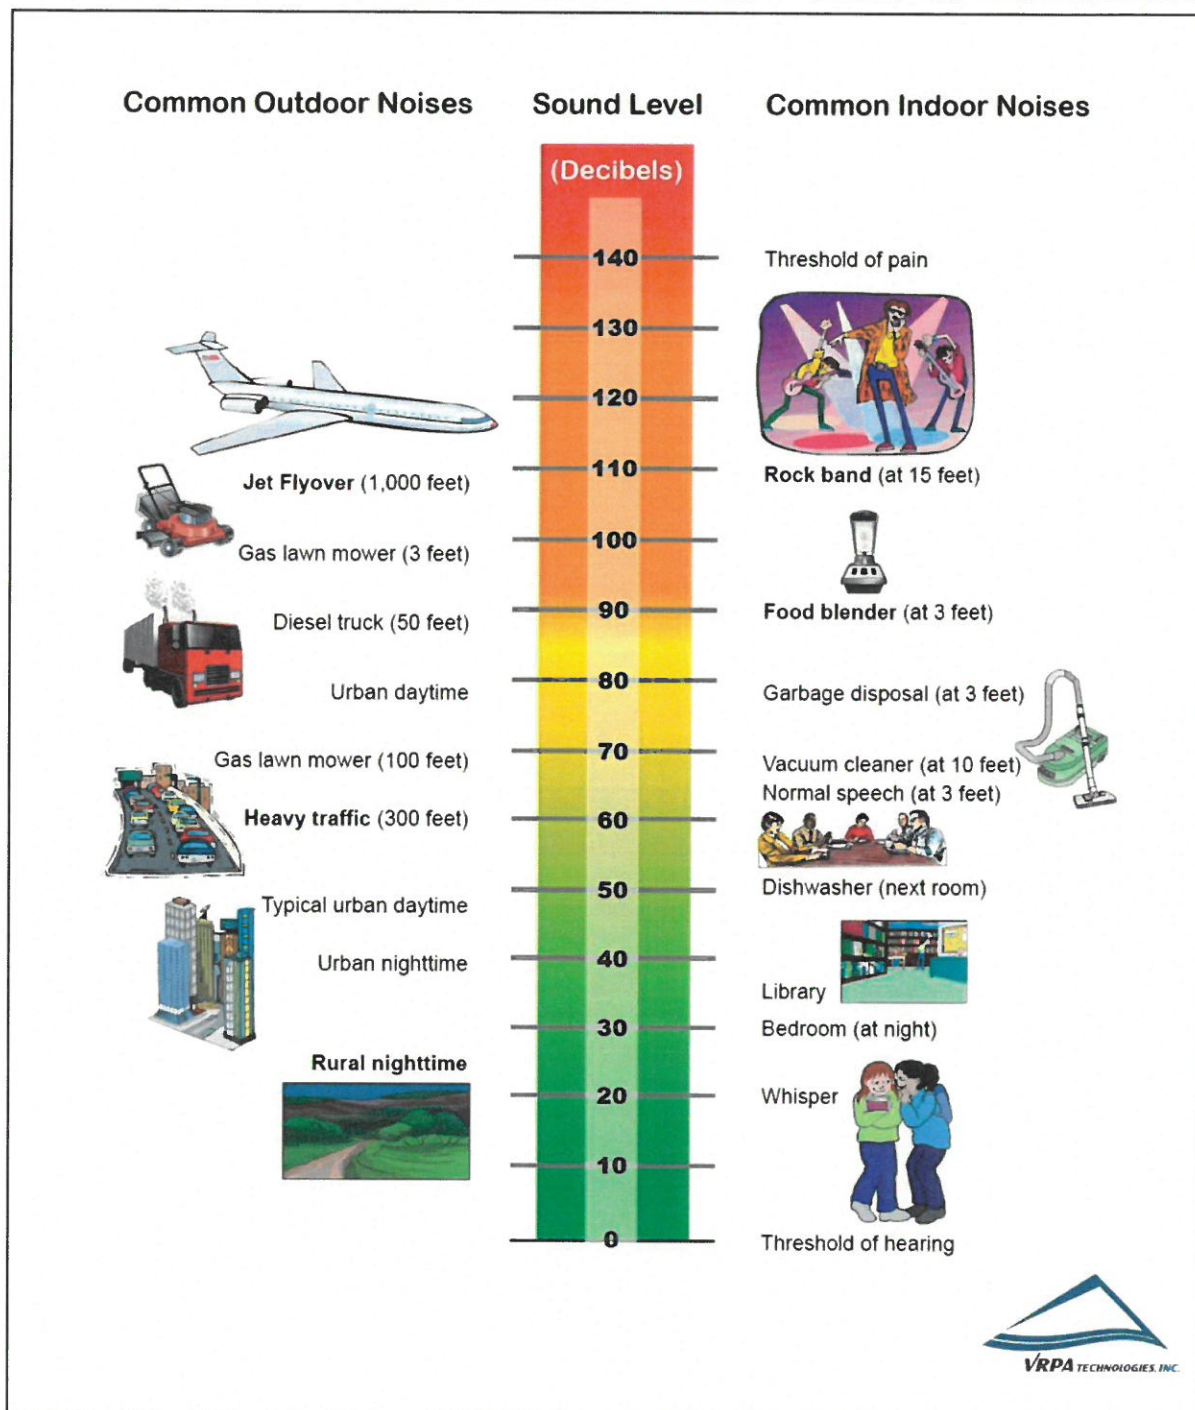 Common Outdoor Noises
Sound Level
Common Indoor Noises
(Decibels)
140
Threshold of pain
130
120
110
Jet Flyover (1,000 feet)
Rock band (at 15 feet)
100
Gas lawn mower (3 feet)
90
Food blender (at 3 feet)
Diesel truck (50 feet)
80
Urban daytime
Garbage disposal (at 3 feet)
70
Gas lawn mower (100 feet)
Vacuum cleaner (at 10 feet)
Normal speech (at 3 feet)
Heavy traffic (300 feet)
60
50
Dishwasher (next room)
Typical urban daytime
40
Urban nighttime
Library
30
Bedroom (at night)
Rural nighttime
20
Whisper
10
0
Threshold of hearing
VRPA TECHNOLOGIES, INC.